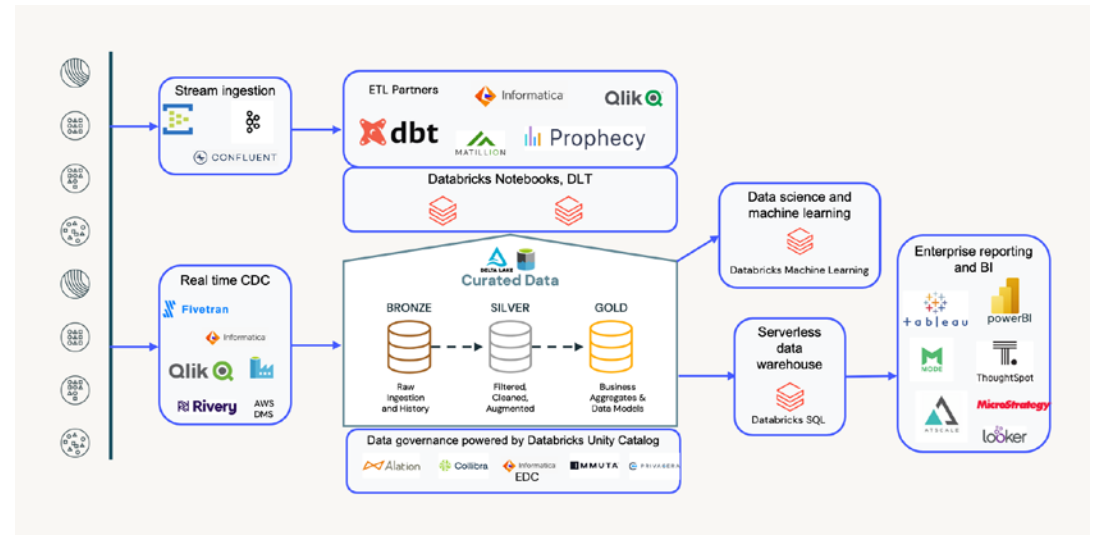 Stream ingestion
CONFLUENT
ETL Partners
Informatica
Qlik
dbt
MATILLION
Prophecy
Databricks Notebooks, DLT
Real time CDC
Fivetran
Informatica
Qlik
Rivery
AWS
DMS
DELTA LAKE
Curated Data
BRONZE
SILVER
GOLD
Raw
Ingestion
and History
Filtered,
Cleaned,
Augmented
Business
Aggregates &
Data Models
Data governance powered by Databricks Unity Catalog
Alation
Collibra
Informatica
EDC
IMMUTA
PRIVACERA
Data science and
machine learning
Databricks Machine Learning
Serverless
data
warehouse
Databricks SQL
Enterprise reporting
and BI
+ableau
powerBI
MODE
T.
ThoughtSpot
ATSCALE
MicroStrategy
looker